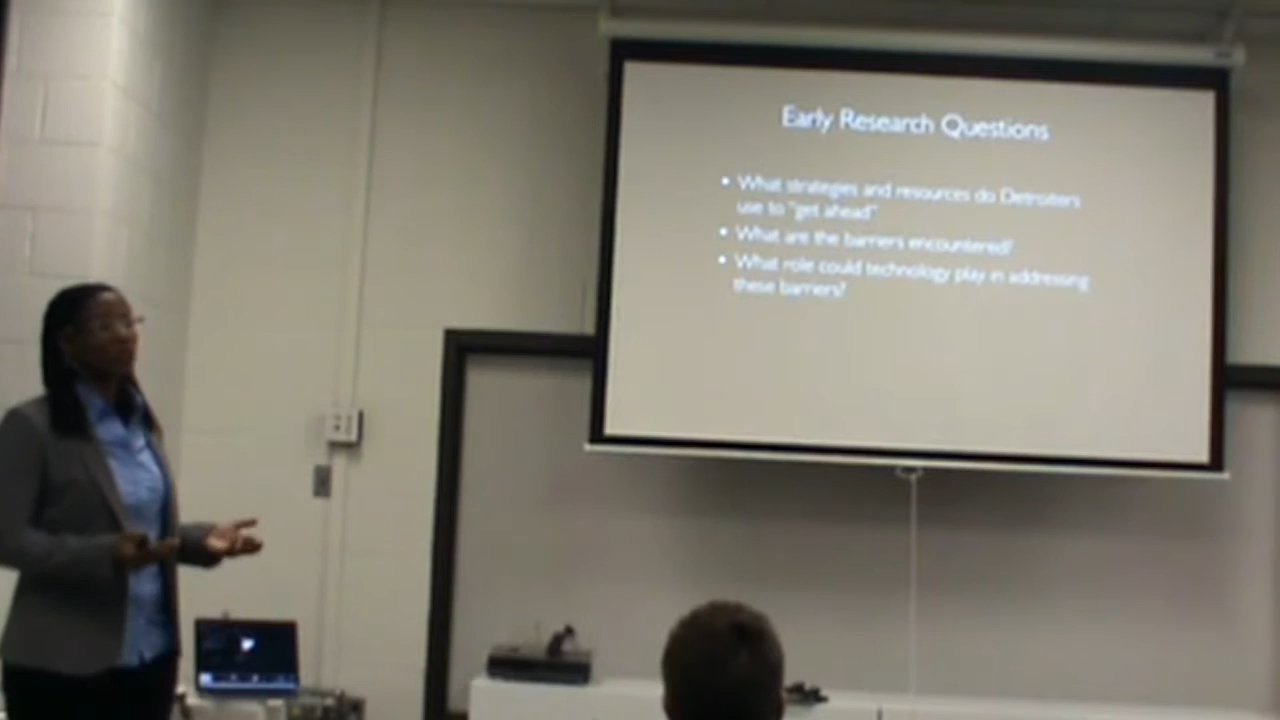 Early Research Questions
• What strategies and resources do Detroiters
use to "get ahead"
• What are the barriers encountered?
• What role could technology play in addressing
these barriers?